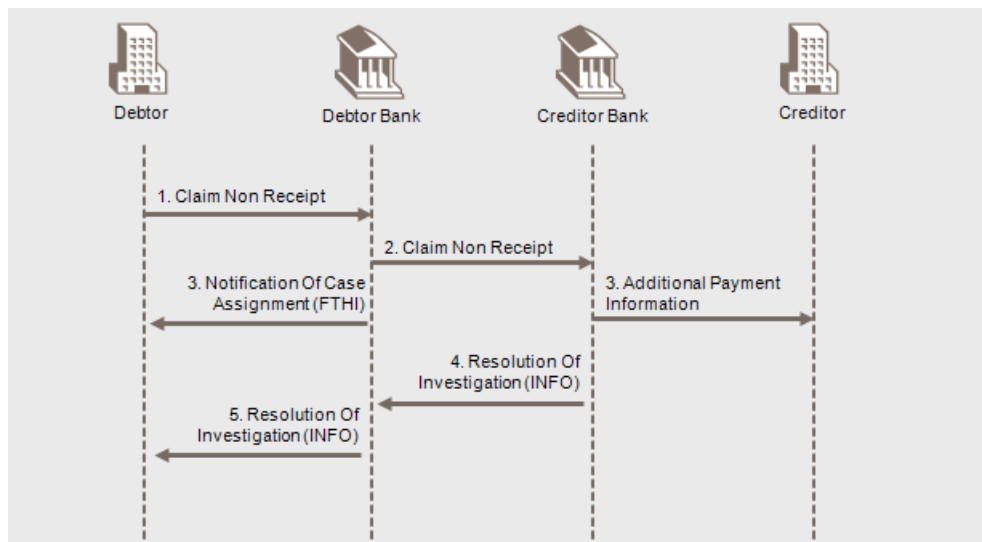 Debtor
Debtor Bank
Creditor Bank
Creditor
1. Claim Non Receipt
2. Claim Non Receipt
3. Notification Of Case
Assignment (FTHI)
3. Additional Payment
Information
4. Resolution Of
Investigation (INFO)
5. Resolution Of
Investigation (INFO)